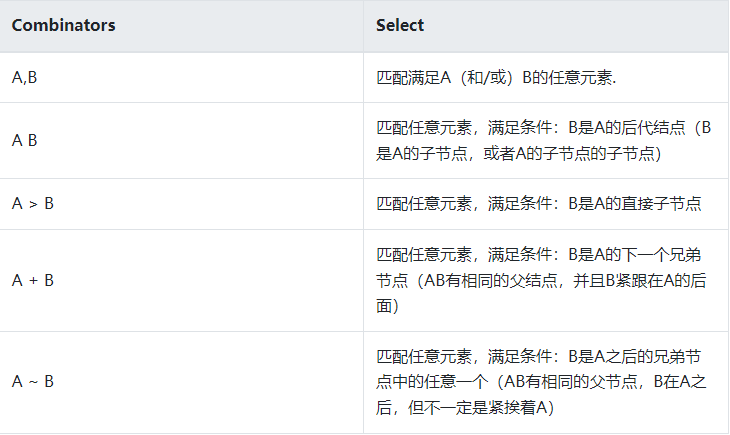 Combinators
Select
A,B
匹配满足A（和/或）B的任意元素.
A B
匹配任意元素，满足条件：B是A的后代结点（B
是A的子节点，或者A的子节点的子节点）
A > B
匹配任意元素，满足条件：B是A的直接子节点
A + B
匹配任意元素，满足条件：B是A的下一个兄弟
节点（AB有相同的父结点，并且B紧跟在A的后
面）
A ~ B
匹配任意元素，满足条件：B是A之后的兄弟节
点中的任意一个（AB有相同的父节点，B在A之
后，但不一定是紧挨着A）